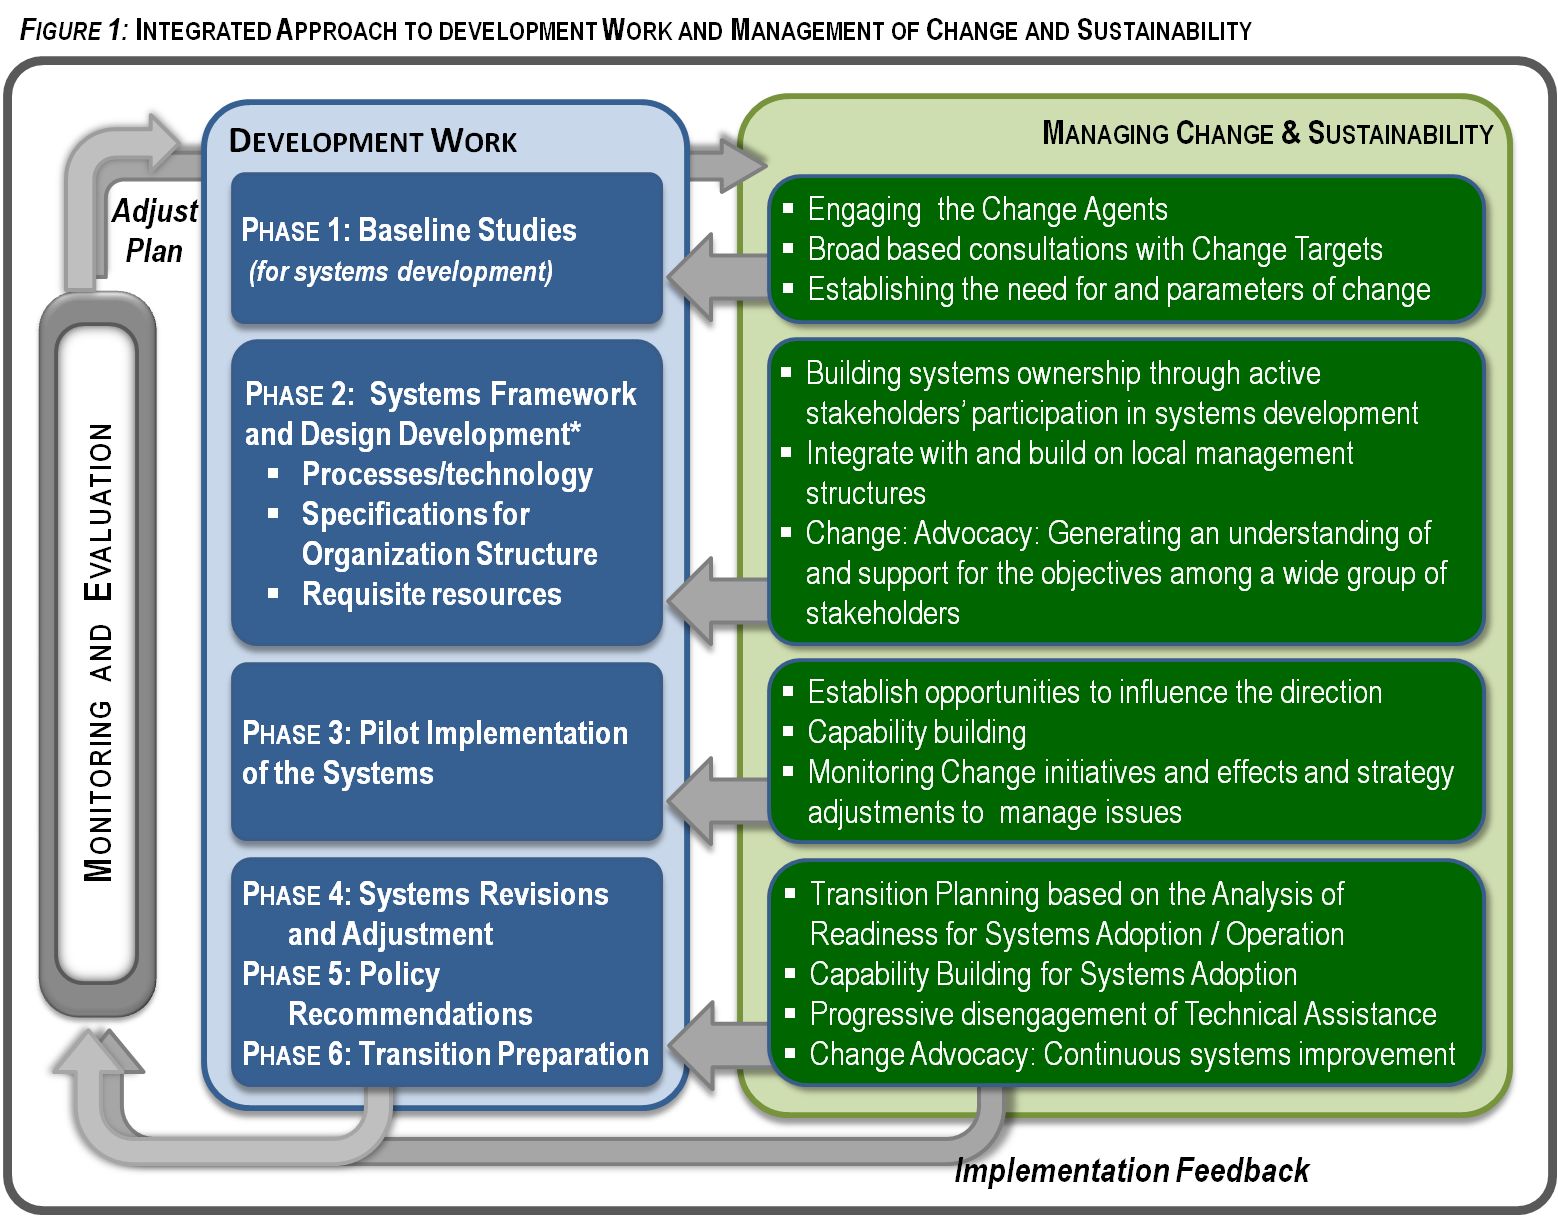 FIGURE 1: INTEGRATED APPROACH TO DEVELOPMENT WORK AND MANAGEMENT OF CHANGE AND SUSTAINABILITY
Adjust
Plan
MONITORING AND EVALUATION
DEVELOPMENT WORK
PHASE 1: Baseline Studies
(for systems development)
PHASE 2: Systems Framework
and Design Development*
▪ Processes/technology
▪ Specifications for
Organization Structure
▪ Requisite resources
PHASE 3: Pilot Implementation
of the Systems
PHASE 4: Systems Revisions
and Adjustment
PHASE 5: Policy
Recommendations
PHASE 6: Transition Preparation
MANAGING CHANGE & SUSTAINABILITY
▪ Engaging the Change Agents
▪ Broad based consultations with Change Targets
▪ Establishing the need for and parameters of change
▪ Building systems ownership through active
stakeholders’ participation in systems development
▪ Integrate with and build on local management
structures
▪ Change: Advocacy: Generating an understanding of
and support for the objectives among a wide group of
stakeholders
▪ Establish opportunities to influence the direction
▪ Capability building
▪ Monitoring Change initiatives and effects and strategy
adjustments to manage issues
▪ Transition Planning based on the Analysis of
Readiness for Systems Adoption / Operation
▪ Capability Building for Systems Adoption
▪ Progressive disengagement of Technical Assistance
▪ Change Advocacy: Continuous systems improvement
Implementation Feedback